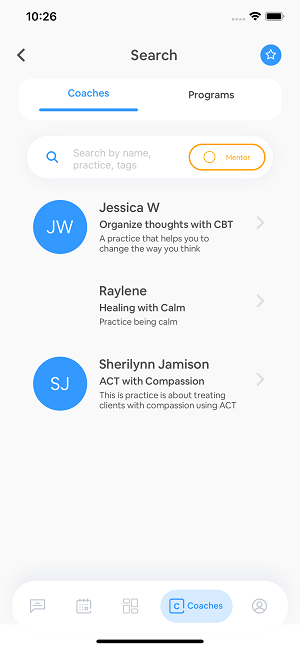 10:26
Search
Coaches
Programs
Search by name,
practice, tags
Mentor
JW
Jessica W
Organize thoughts with CBT
A practice that helps you to
change the way you think
Raylene
Healing with Calm
Practice being calm
SJ
Sherilynn Jamison
ACT with Compassion
This is practice is about treating
clients with compassion using ACT
C Coaches